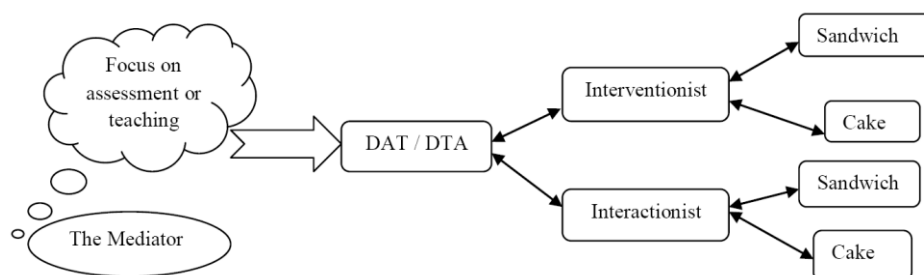 Focus on
assessment or
teaching
The Mediator
DAT / DTA
Interventionist
Sandwich
Cake
Interactionist
Sandwich
Cake